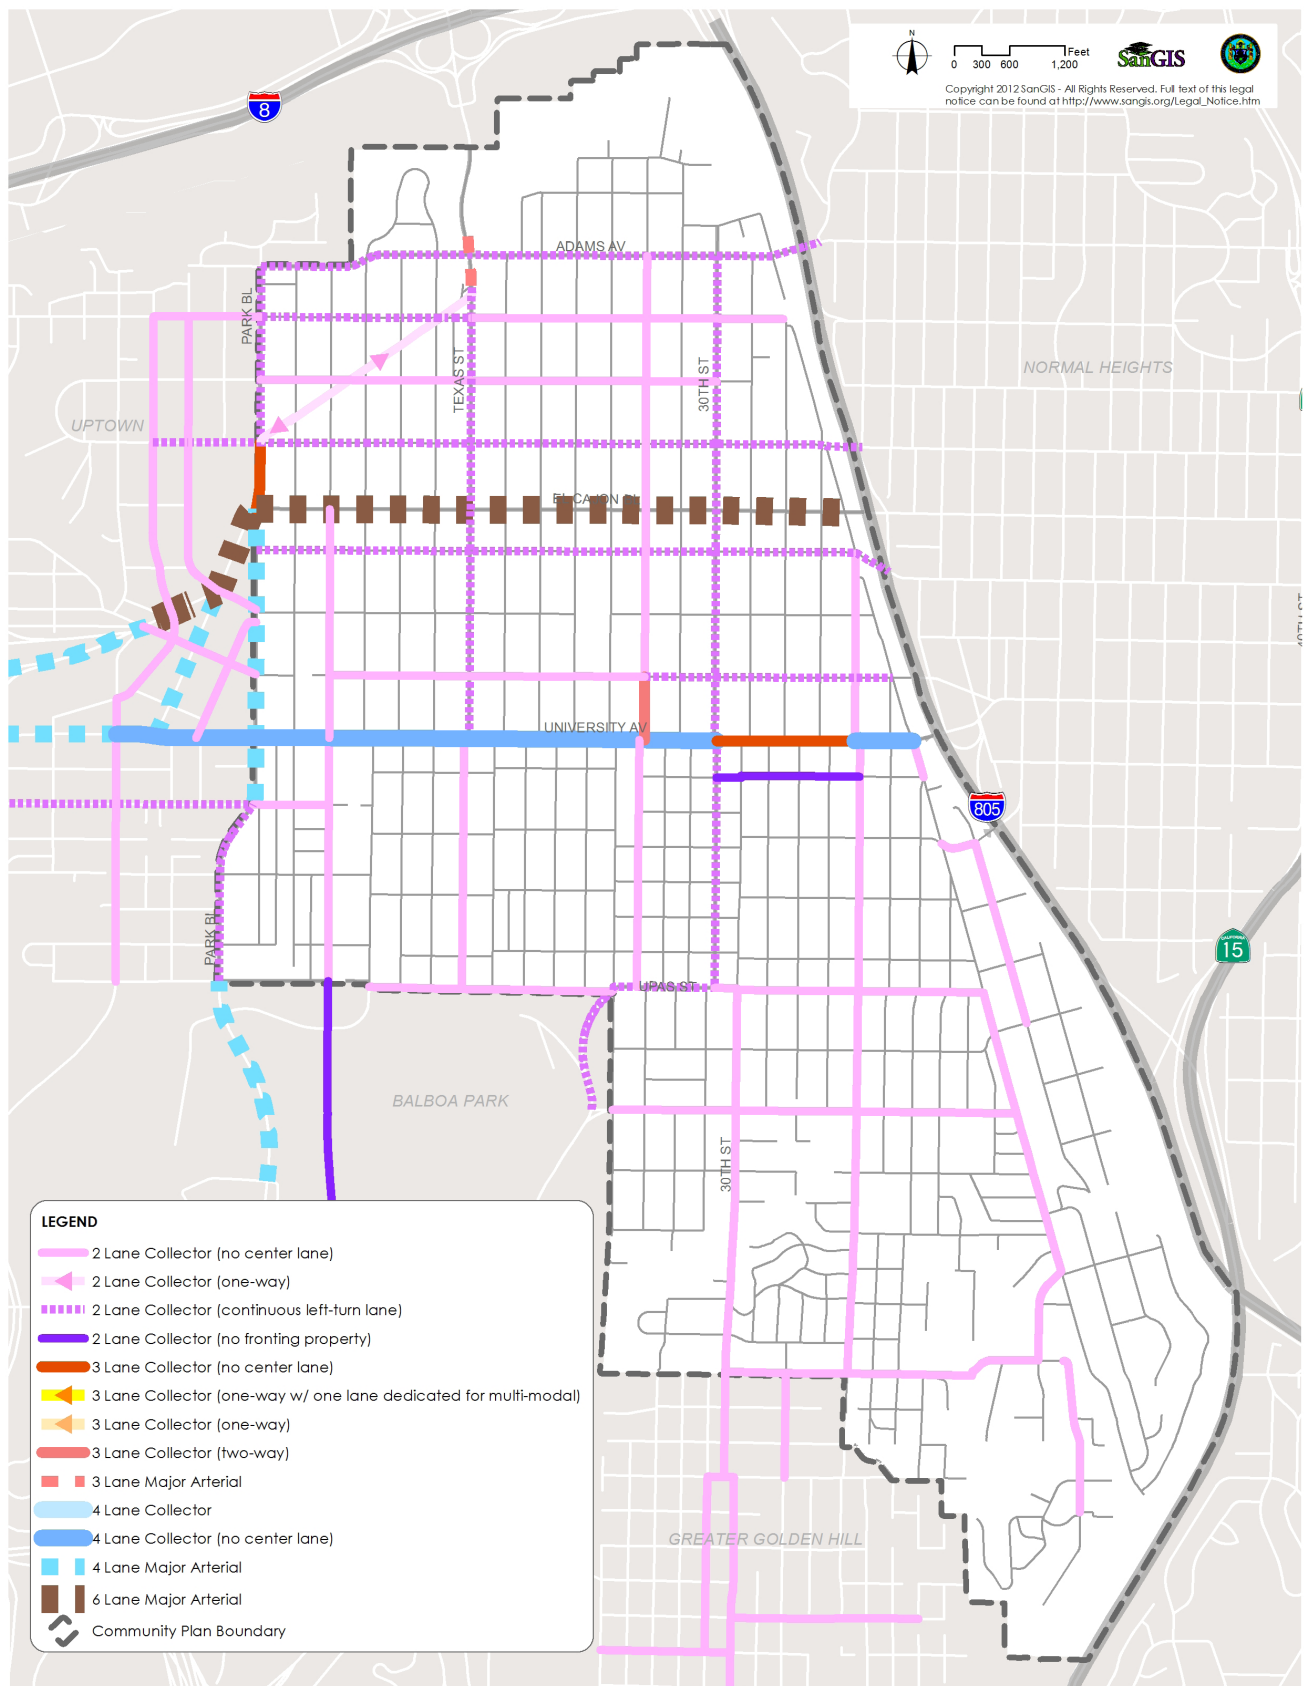 N
Feet
0 300 600 1,200
SanGIS
Copyright 2012 SanGIS - All Rights Reserved. Full text of this legal
notice can be found at http://www.sangis.org/Legal_Notice.htm
8
ADAMS AV
PARK BL
TEXAS ST
30TH ST
NORMAL HEIGHTS
UPTOWN
EL CAJON BL
40TH ST
UNIVERSITY AV
805
PARK BL
CALIFORNIA
15
UPAS ST
BALBOA PARK
30TH ST
GREATER GOLDEN HILL
LEGEND
2 Lane Collector (no center lane)
2 Lane Collector (one-way)
2 Lane Collector (continuous left-turn lane)
2 Lane Collector (no fronting property)
3 Lane Collector (no center lane)
3 Lane Collector (one-way w/ one lane dedicated for multi-modal)
3 Lane Collector (one-way)
3 Lane Collector (two-way)
3 Lane Major Arterial
4 Lane Collector
4 Lane Collector (no center lane)
4 Lane Major Arterial
6 Lane Major Arterial
Community Plan Boundary